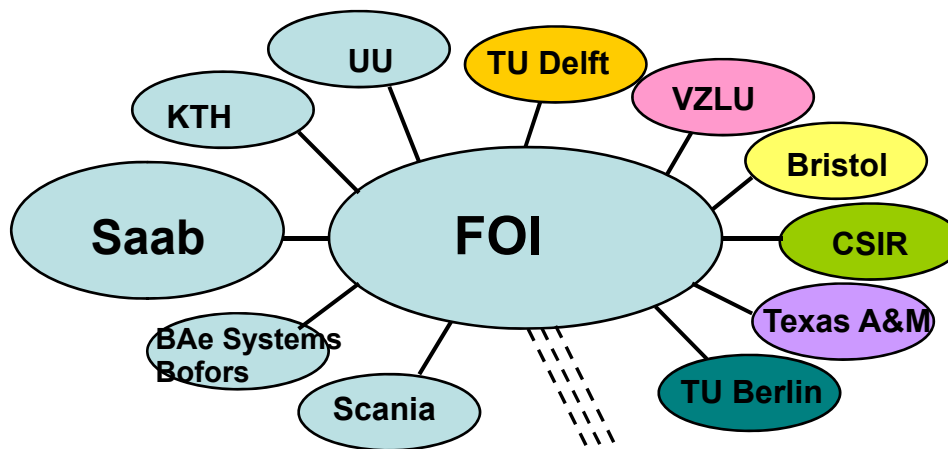 UU
TU Delft
VZLU
KTH
Bristol
Saab
FOI
CSIR
Texas A&M
BAe Systems
Bofors
TU Berlin
Scania